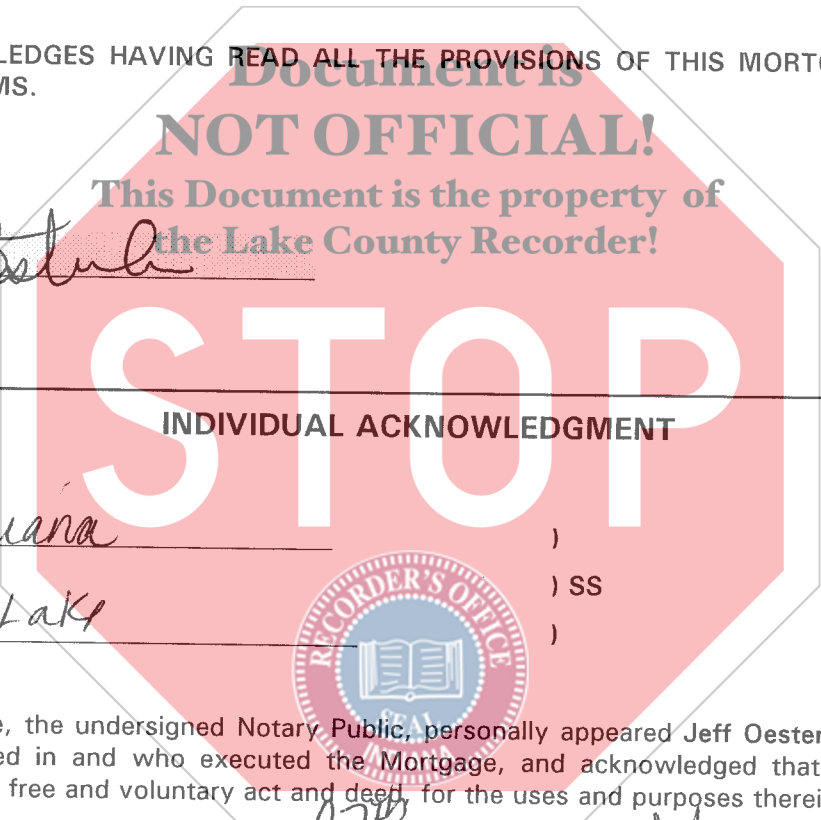 LEDGES HAVING READ ALL THE PROVISIONS OF THIS MORT
MS.
Document is
NOT OFFICIAL!
This Document is the property of
the Lake County Recorder!
STOP
INDIVIDUAL ACKNOWLEDGMENT
iana )
) SS
Lake )
RECORDER'S OFFICE
SEAL
INDIANA
e, the undersigned Notary Public, personally appeared Jeff Oester
ed in and who executed the Mortgage, and acknowledged that
free and voluntary act and deed, for the uses and purposes therei